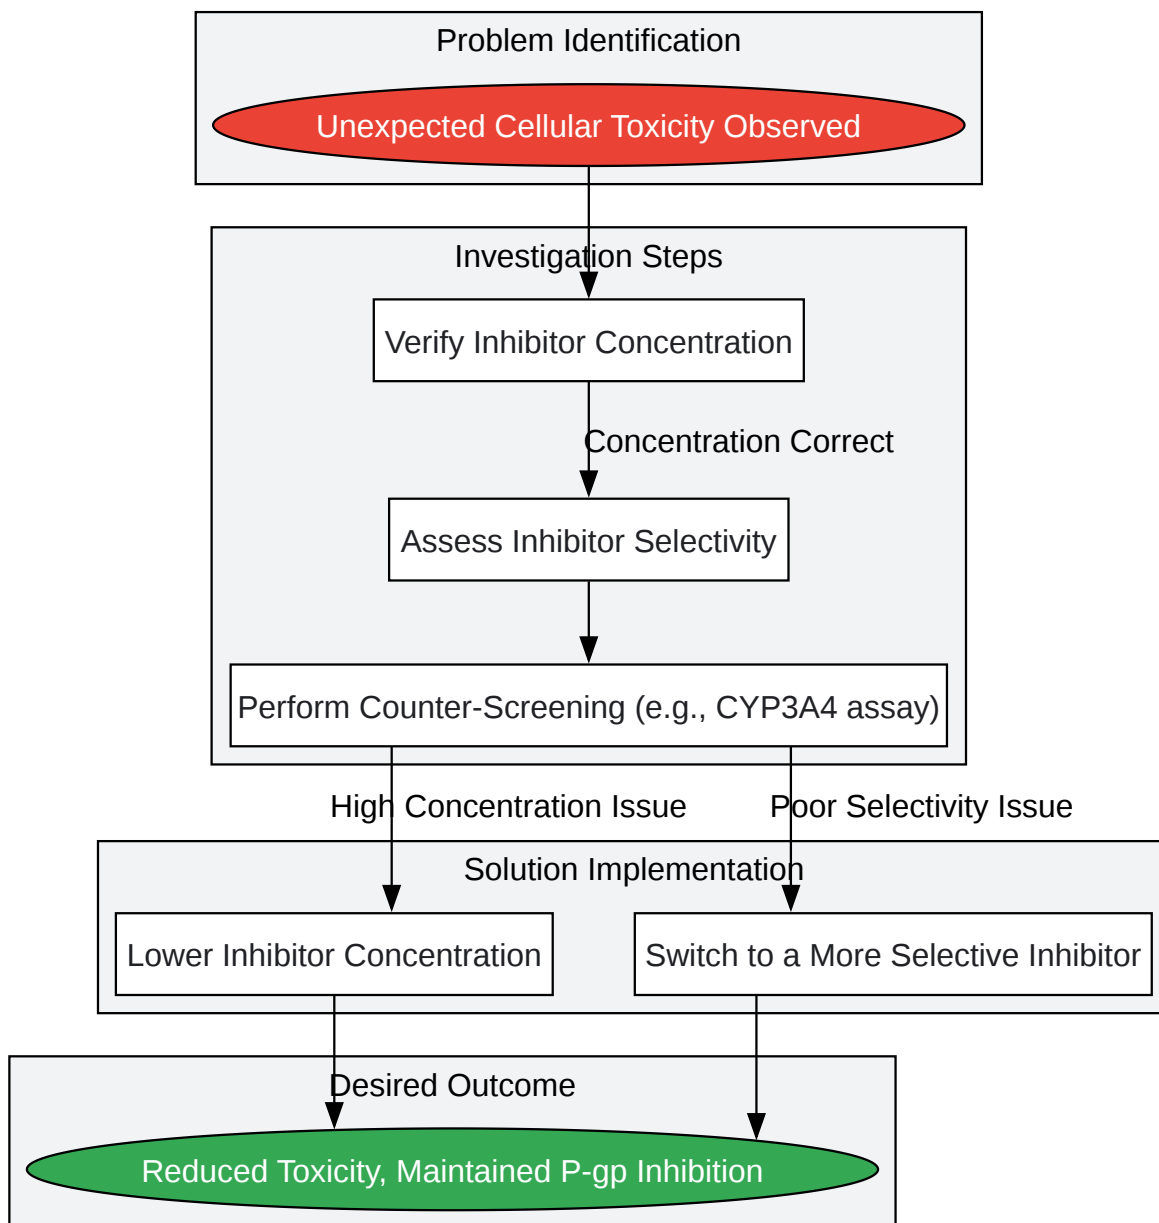 Problem Identification
Unexpected Cellular Toxicity Observed
Investigation Steps
Verify Inhibitor Concentration
Concentration Correct
Assess Inhibitor Selectivity
Perform Counter-Screening (e.g., CYP3A4 assay)
High Concentration Issue
Poor Selectivity Issue
Solution Implementation
Lower Inhibitor Concentration
Switch to a More Selective Inhibitor
Desired Outcome
Reduced Toxicity, Maintained P-gp Inhibition